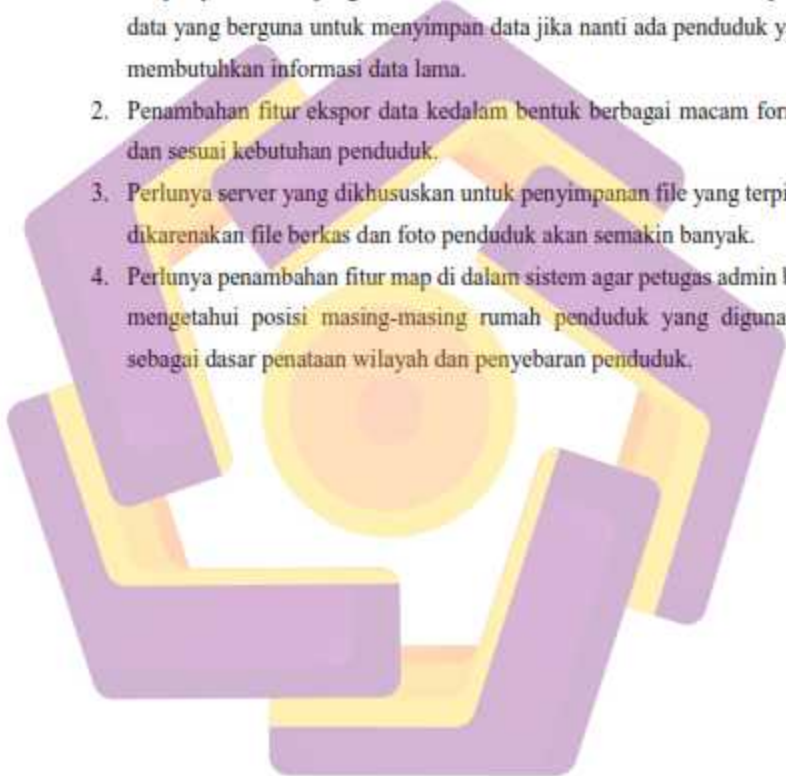 data yang berguna untuk menyimpan data jika nanti ada penduduk y
membutuhkan informasi data lama.
2. Penambahan fitur ekspor data kedalam bentuk berbagai macam for
dan sesuai kebutuhan penduduk.
3. Perlunya server yang dikhususkan untuk penyimpanan file yang terpi
dikarenakan file berkas dan foto penduduk akan semakin banyak.
4. Perlunya penambahan fitur map di dalam sistem agar petugas admin b
mengetahui posisi masing-masing rumah penduduk yang diguna
sebagai dasar penataan wilayah dan penyebaran penduduk.